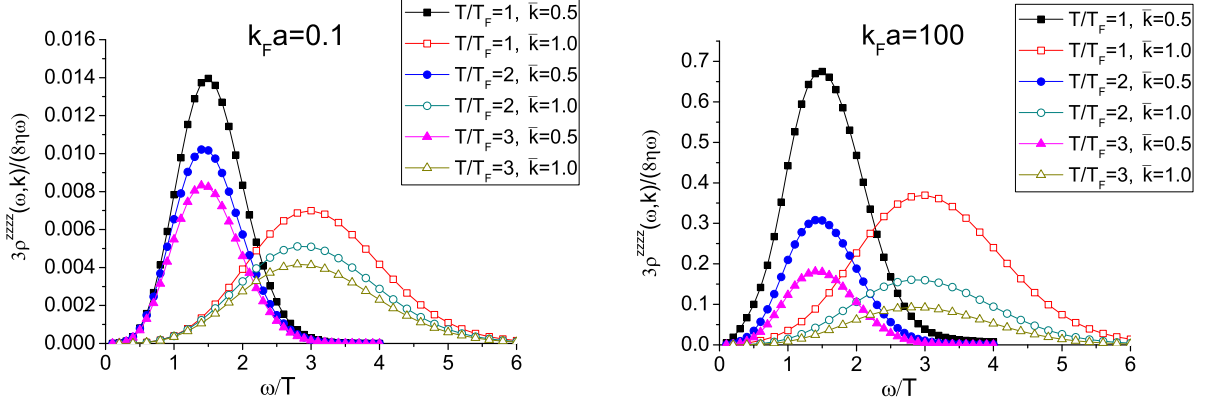 k_F a=0.1
T/T_F=1, k̄=0.5
T/T_F=1, k̄=1.0
T/T_F=2, k̄=0.5
T/T_F=2, k̄=1.0
T/T_F=3, k̄=0.5
T/T_F=3, k̄=1.0
3ρ^zzzz(ω,k)/(8ηω)
0.016
0.014
0.012
0.010
0.008
0.006
0.004
0.002
0.000
0 1 2 3 4 5 6
ω/T
k_F a=100
T/T_F=1, k̄=0.5
T/T_F=1, k̄=1.0
T/T_F=2, k̄=0.5
T/T_F=2, k̄=1.0
T/T_F=3, k̄=0.5
T/T_F=3, k̄=1.0
3ρ^zzzz(ω,k)/(8ηω)
0.7
0.6
0.5
0.4
0.3
0.2
0.1
0.0
0 1 2 3 4 5 6
ω/T